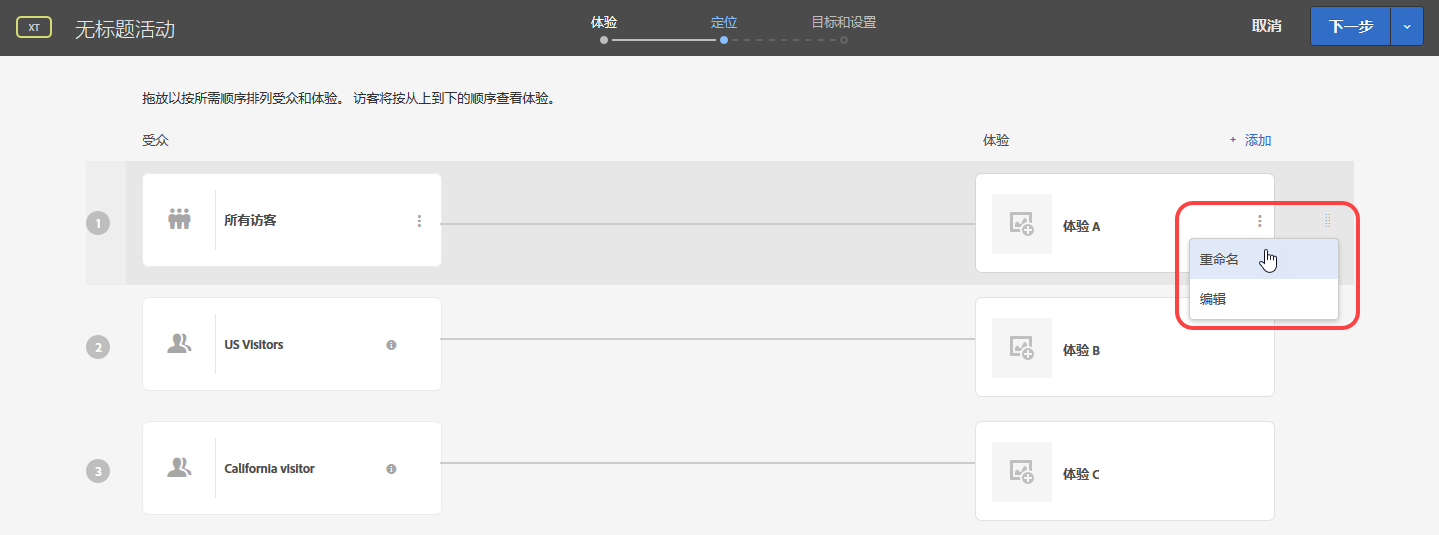 XT 无标题活动 体验 定位 目标和设置 取消 下一步
拖放以按所需顺序排列受众和体验。 访客将按从上到下的顺序查看体验。
受众 体验 + 添加
1 所有访客 体验 A
重命名
编辑
2 US Visitors 体验 B
3 California visitor 体验 C